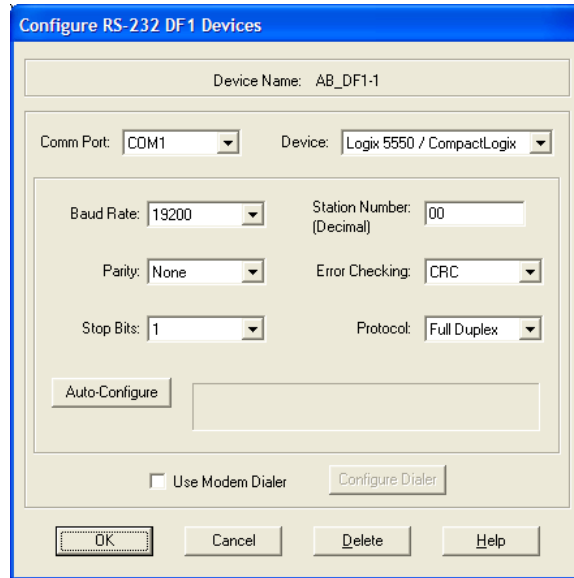 Configure RS-232 DF1 Devices
Device Name: AB_DF1-1
Comm Port: COM1 Device: Logix 5550 / CompactLogix
Baud Rate: 19200 Station Number: 00
(Decimal)
Parity: None Error Checking: CRC
Stop Bits: 1 Protocol: Full Duplex
Auto-Configure
Use Modem Dialer Configure Dialer
OK Cancel Delete Help